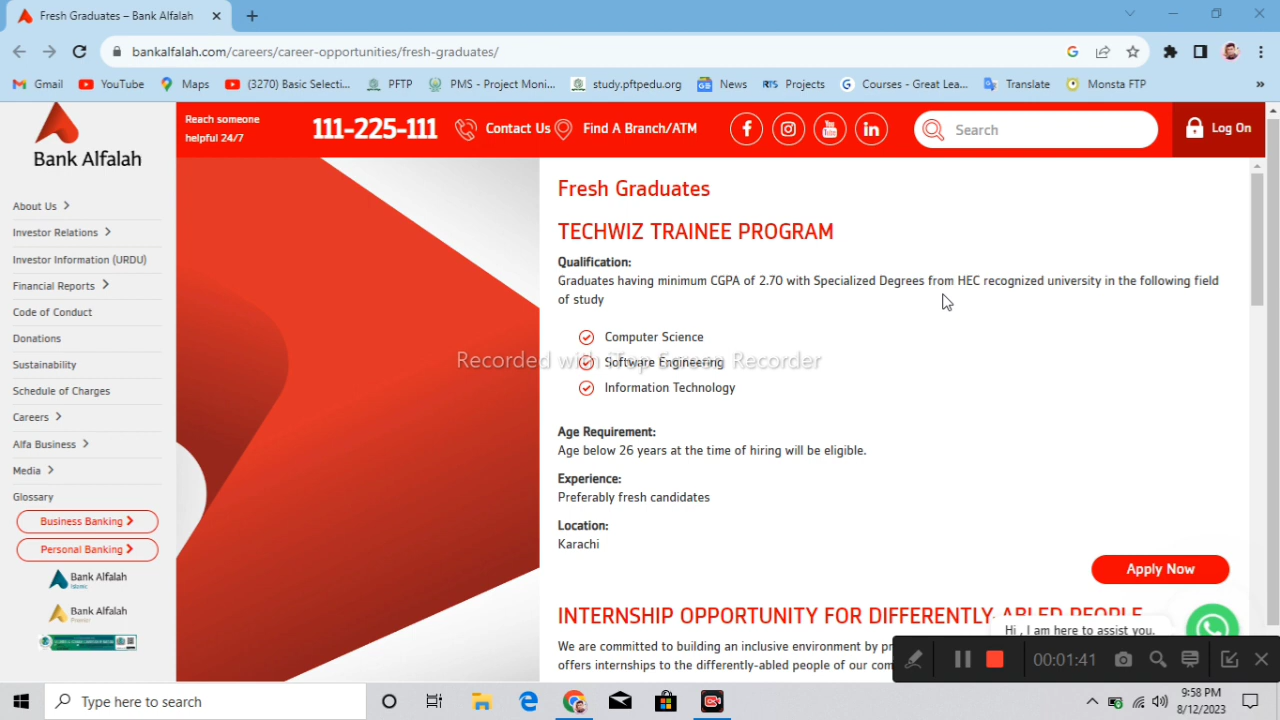 Fresh Graduates – Bank Alfalah
bankalfalah.com/careers/career-opportunities/fresh-graduates/
Gmail
YouTube
Maps
(3270) Basic Selecti...
PFTP
PMS - Project Moni...
study.pftpedu.org
News
RTS Projects
Courses - Great Lea...
Translate
Monsta FTP
»
Bank Alfalah
Reach someone
helpful 24/7
111-225-111
Contact Us
Find A Branch/ATM
Search
Log On
About Us
Investor Relations
Investor Information (URDU)
Financial Reports
Code of Conduct
Donations
Sustainability
Schedule of Charges
Careers
Alfa Business
Media
Glossary
Business Banking
Personal Banking
Bank Alfalah
Islamic
Bank Alfalah
Premier
Fresh Graduates
TECHWIZ TRAINEE PROGRAM
Qualification:
Graduates having minimum CGPA of 2.70 with Specialized Degrees from HEC recognized university in the following field
of study
Computer Science
Software Engineering
Information Technology
Recorded with iTop Screen Recorder
Age Requirement:
Age below 26 years at the time of hiring will be eligible.
Experience:
Preferably fresh candidates
Location:
Karachi
Apply Now
INTERNSHIP OPPORTUNITY FOR DIFFERENTLY-ABLED PEOPLE
Hi , I am here to assist you.
We are committed to building an inclusive environment by
offers internships to the differently-abled people of our
00:01:41
Type here to search
9:58 PM
8/12/2023